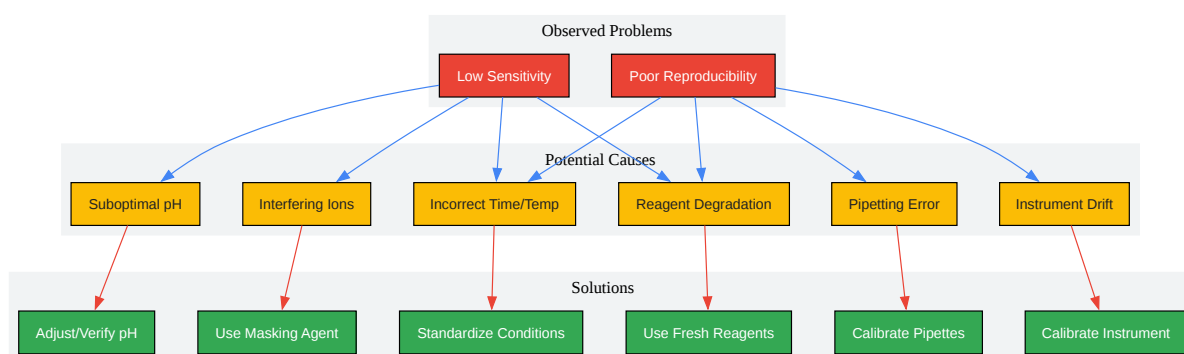 Observed Problems
Low Sensitivity
Poor Reproducibility
Potential Causes
Suboptimal pH
Interfering Ions
Incorrect Time/Temp
Reagent Degradation
Pipetting Error
Instrument Drift
Solutions
Adjust/Verify pH
Use Masking Agent
Standardize Conditions
Use Fresh Reagents
Calibrate Pipettes
Calibrate Instrument